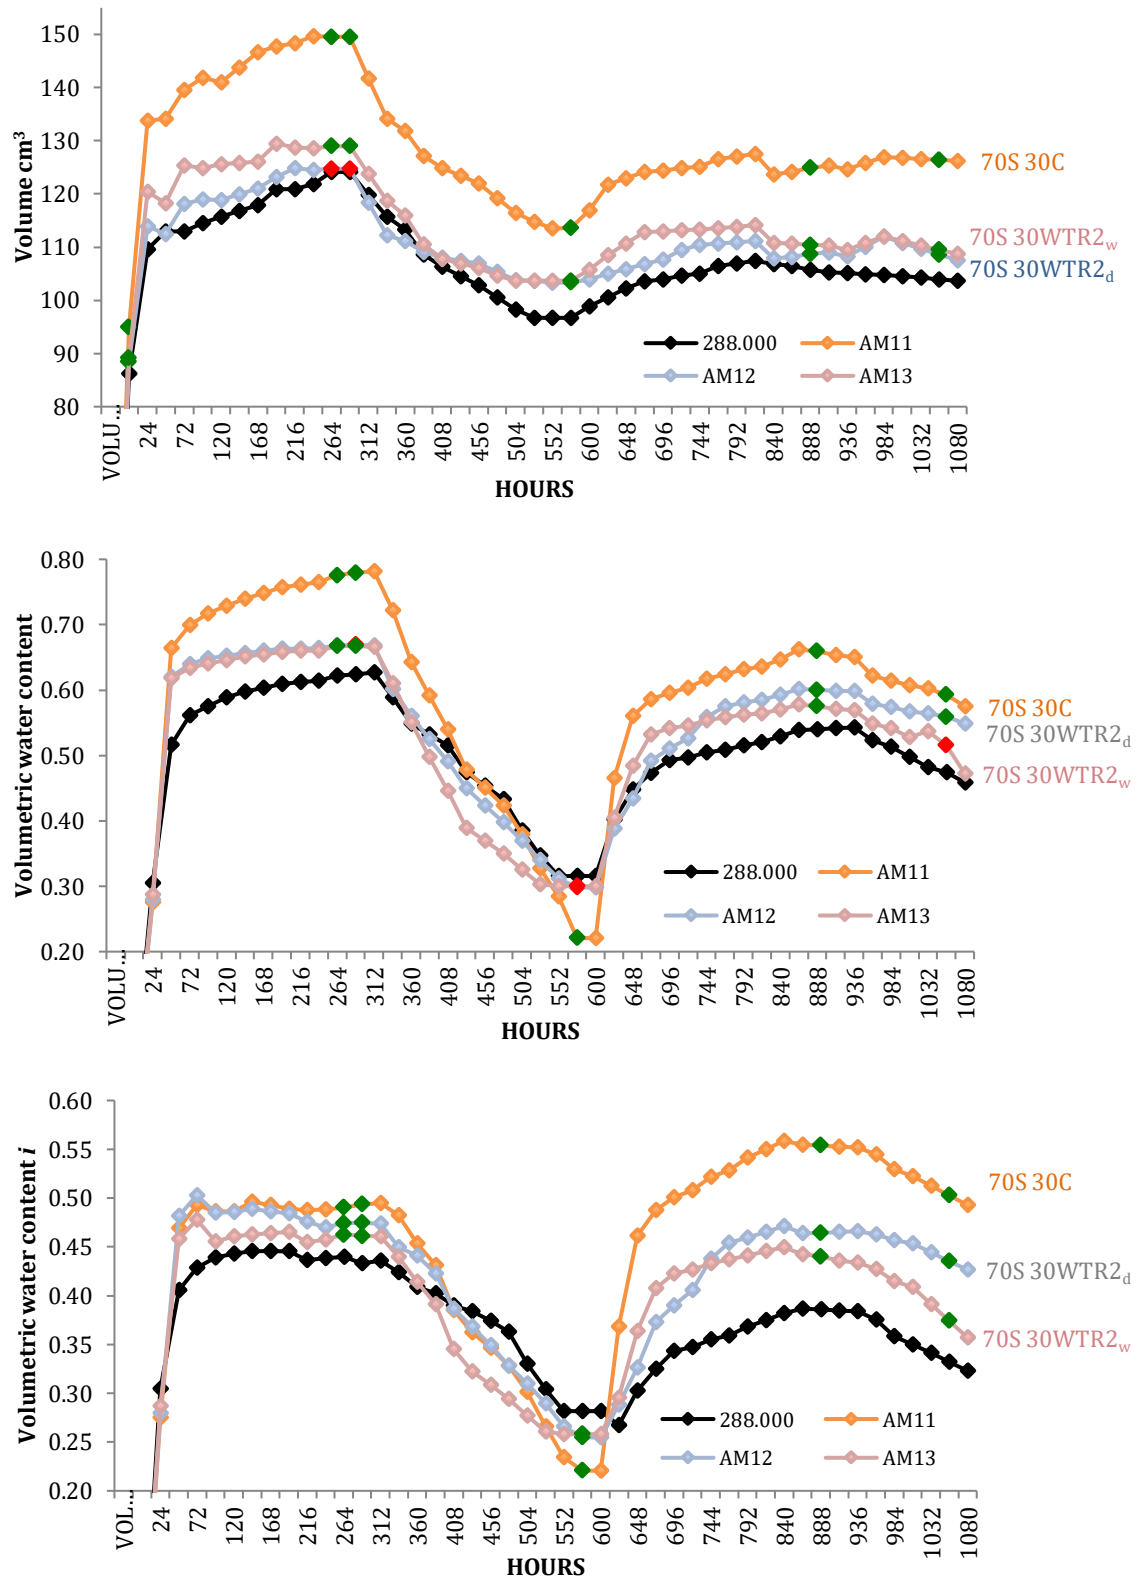 Volume cm³
150
140
130
120
110
100
90
80
70S 30C
70S 30WTR2w
70S 30WTR2d
288.000 AM11
AM12 AM13
VOLU... 24 72 120 168 216 264 312 360 408 456 504 552 600 648 696 744 792 840 888 936 984 1032 1080
HOURS
Volumetric water content
0.80
0.70
0.60
0.50
0.40
0.30
0.20
70S 30C
70S 30WTR2d
70S 30WTR2w
288.000 AM11
AM12 AM13
VOLU... 24 72 120 168 216 264 312 360 408 456 504 552 600 648 696 744 792 840 888 936 984 1032 1080
HOURS
Volumetric water content i
0.60
0.55
0.50
0.45
0.40
0.35
0.30
0.25
0.20
70S 30C
70S 30WTR2d
70S 30WTR2w
288.000 AM11
AM12 AM13
VOL... 24 72 120 168 216 264 312 360 408 456 504 552 600 648 696 744 792 840 888 936 984 1032 1080
HOURS